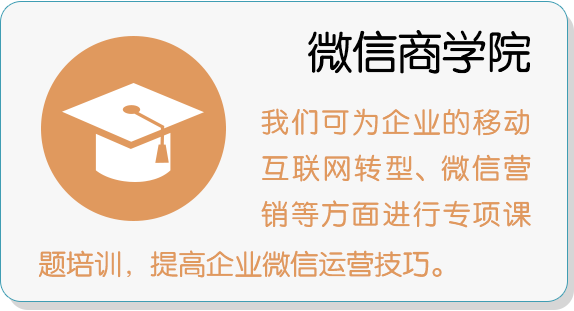 微信商学院
我们可为企业的移动
互联网转型、微信营
销等方面进行专项课
题培训，提高企业微信运营技巧。